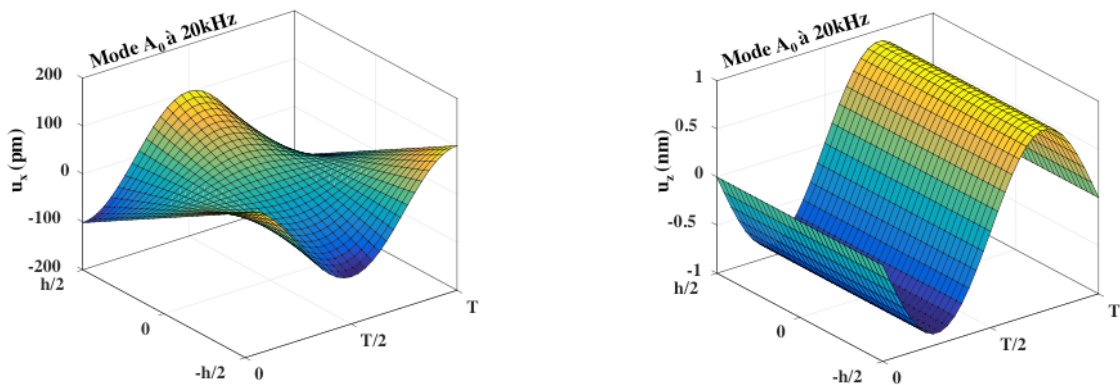 Mode A₀ à 20kHz
200
100
0
-100
-200
uₓ (pm)
h/2
0
-h/2
0
T/2
T
Mode A₀ à 20kHz
1
0.5
0
-0.5
-1
u_z (nm)
h/2
0
-h/2
0
T/2
T